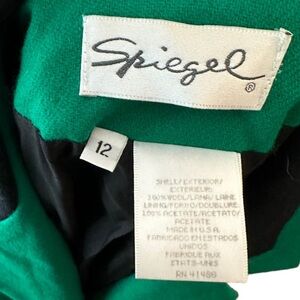 Spiegel
®
12
SHELL/EXTERIOR/
EXTERIEUR:
100% WOOL/LANA/LAINE
LINING/FORRO/DOUBLURE
100% ACETATE/ACETATO/
ACETATE
MADE IN U.S.A.
FABRICADO EN ESTADOS
UNIDOS
FABRIQUE AUX
ETATS-UNIS
RN 41486